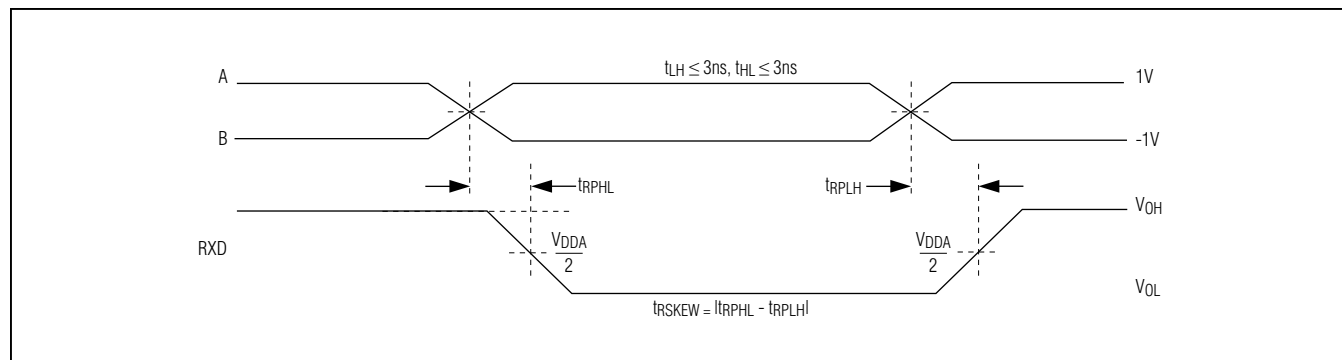 A
tLH ≤ 3ns, tHL ≤ 3ns
1V
B
-1V
tRPHL
tRPLH
VOH
RXD
VDDA
2
VDDA
2
VOL
tRSKEW = |tRPHL - tRPLH|